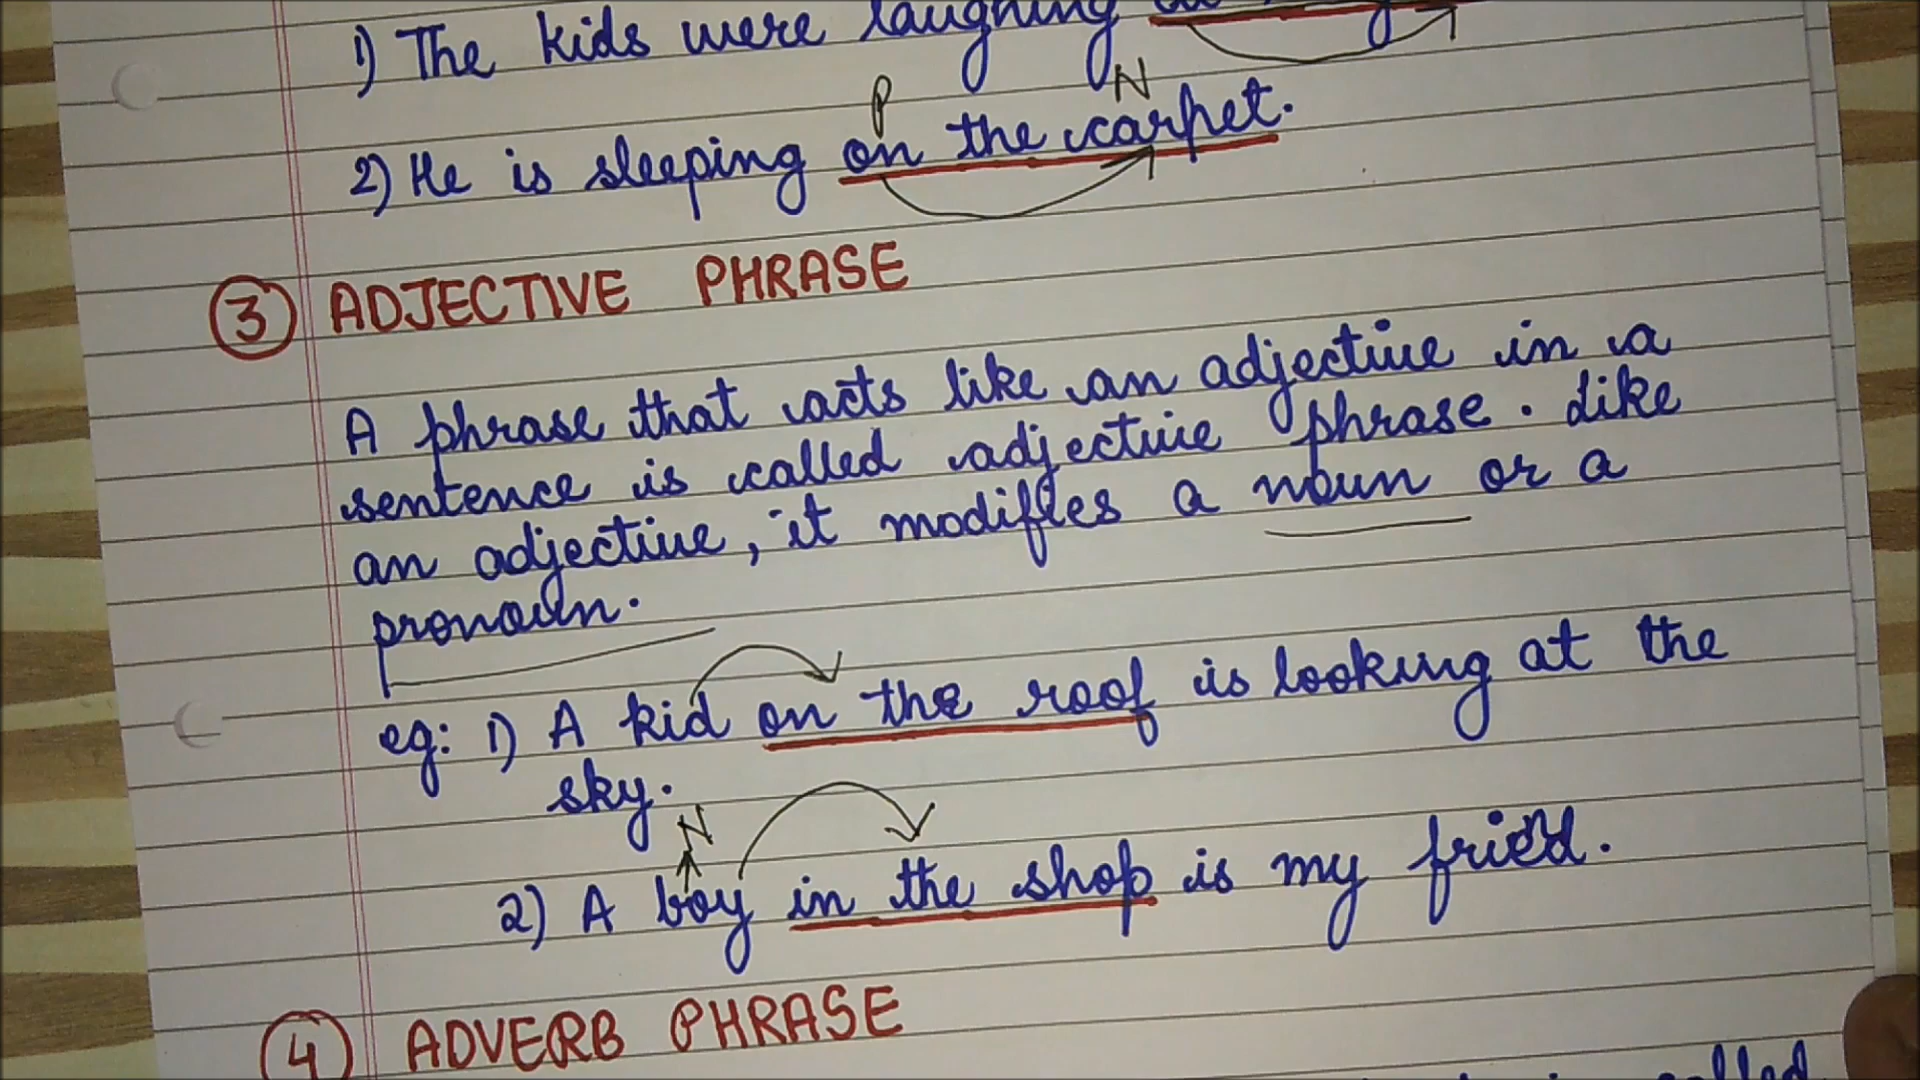 1) The kids were laughing
P N
2) He is sleeping on the carpet.
3 ADJECTIVE PHRASE
A phrase that acts like an adjective in a
sentence is called adjective phrase. Like
an adjective, it modifies a noun or a
pronoun.
eg: 1) A kid on the roof is looking at the
sky.
N
2) A boy in the shop is my fried.
4 ADVERB PHRASE
called